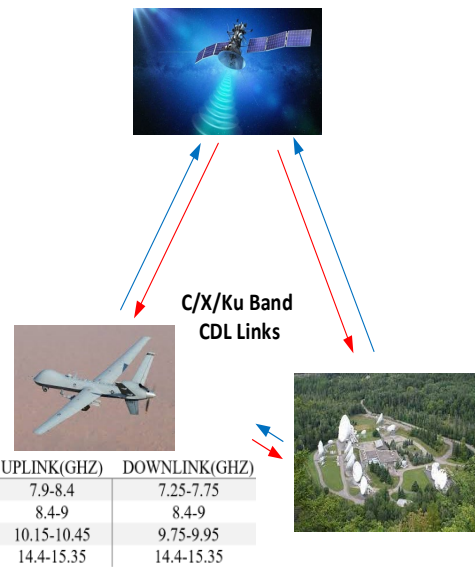 C/X/Ku Band
CDL Links
UPLINK(GHZ) DOWNLINK(GHZ)
7.9-8.4 7.25-7.75
8.4-9 8.4-9
10.15-10.45 9.75-9.95
14.4-15.35 14.4-15.35